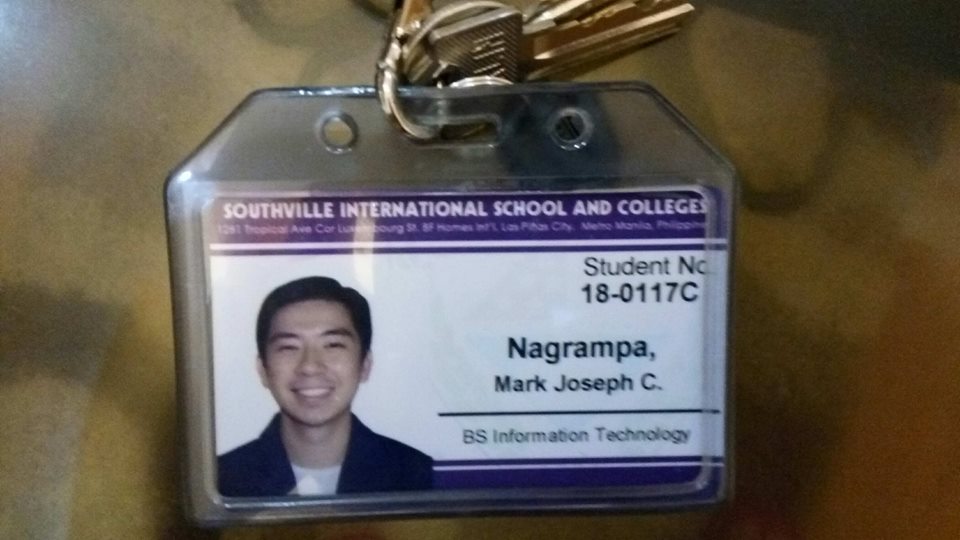 SOUTHVILLE INTERNATIONAL SCHOOL AND COLLEGES
1281 Tropical Ave Cor Luxembourg St. BF Homes Int'l, Las Piñas City, Metro Manila, Philippin
Student No
18-0117C
Nagrampa,
Mark Joseph C.
BS Information Technology